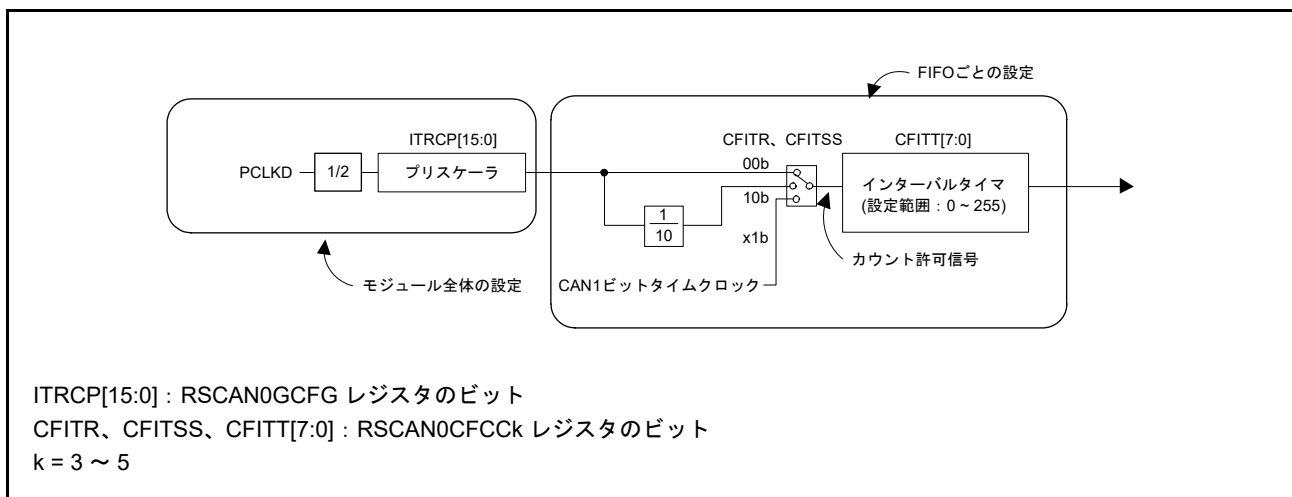 FIFOごとの設定
ITRCP[15:0]
CFITR、CFITSS
CFITT[7:0]
PCLKD
1/2
プリスケーラ
00b
10b
x1b
1
10
インターバルタイマ
(設定範囲：0 ~ 255)
カウント許可信号
モジュール全体の設定
CAN1ビットタイムクロック
ITRCP[15:0]：RSCAN0GCFG レジスタのビット
CFITR、CFITSS、CFITT[7:0]：RSCAN0CFCCk レジスタのビット
k = 3 ～ 5